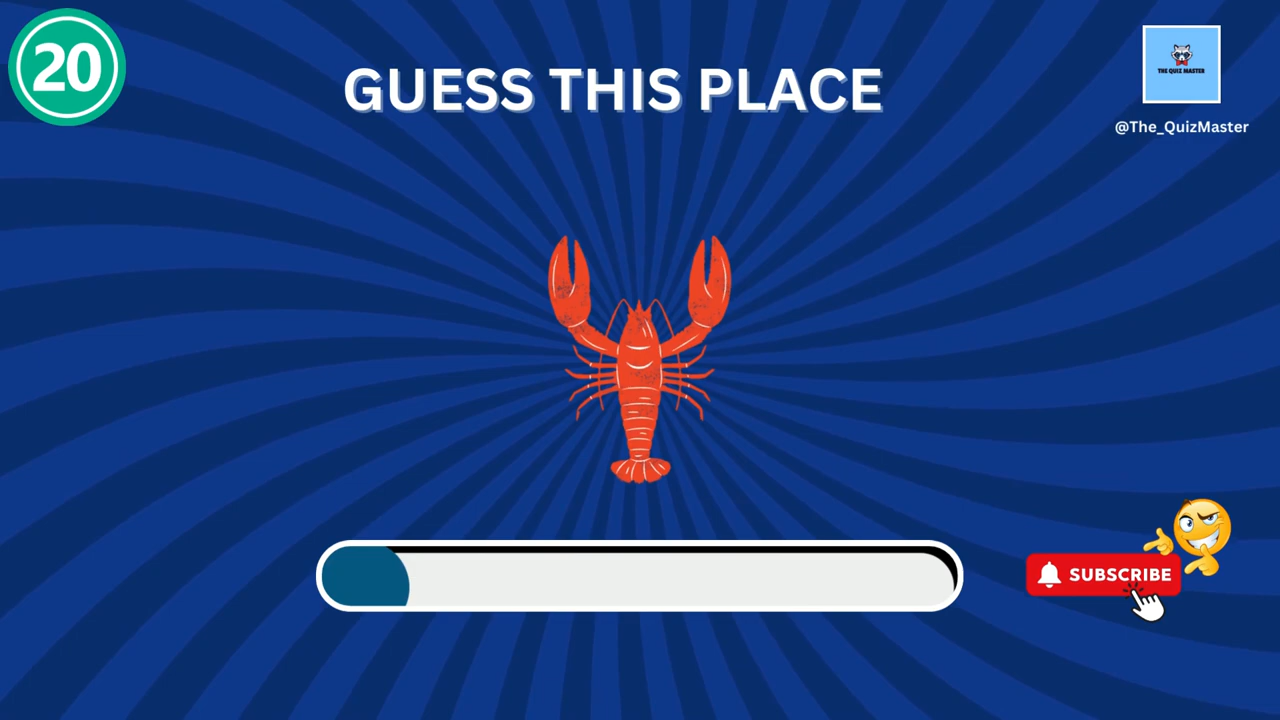 20
GUESS THIS PLACE
THE QUIZ MASTER
@The_QuizMaster
SUBSCRIBE